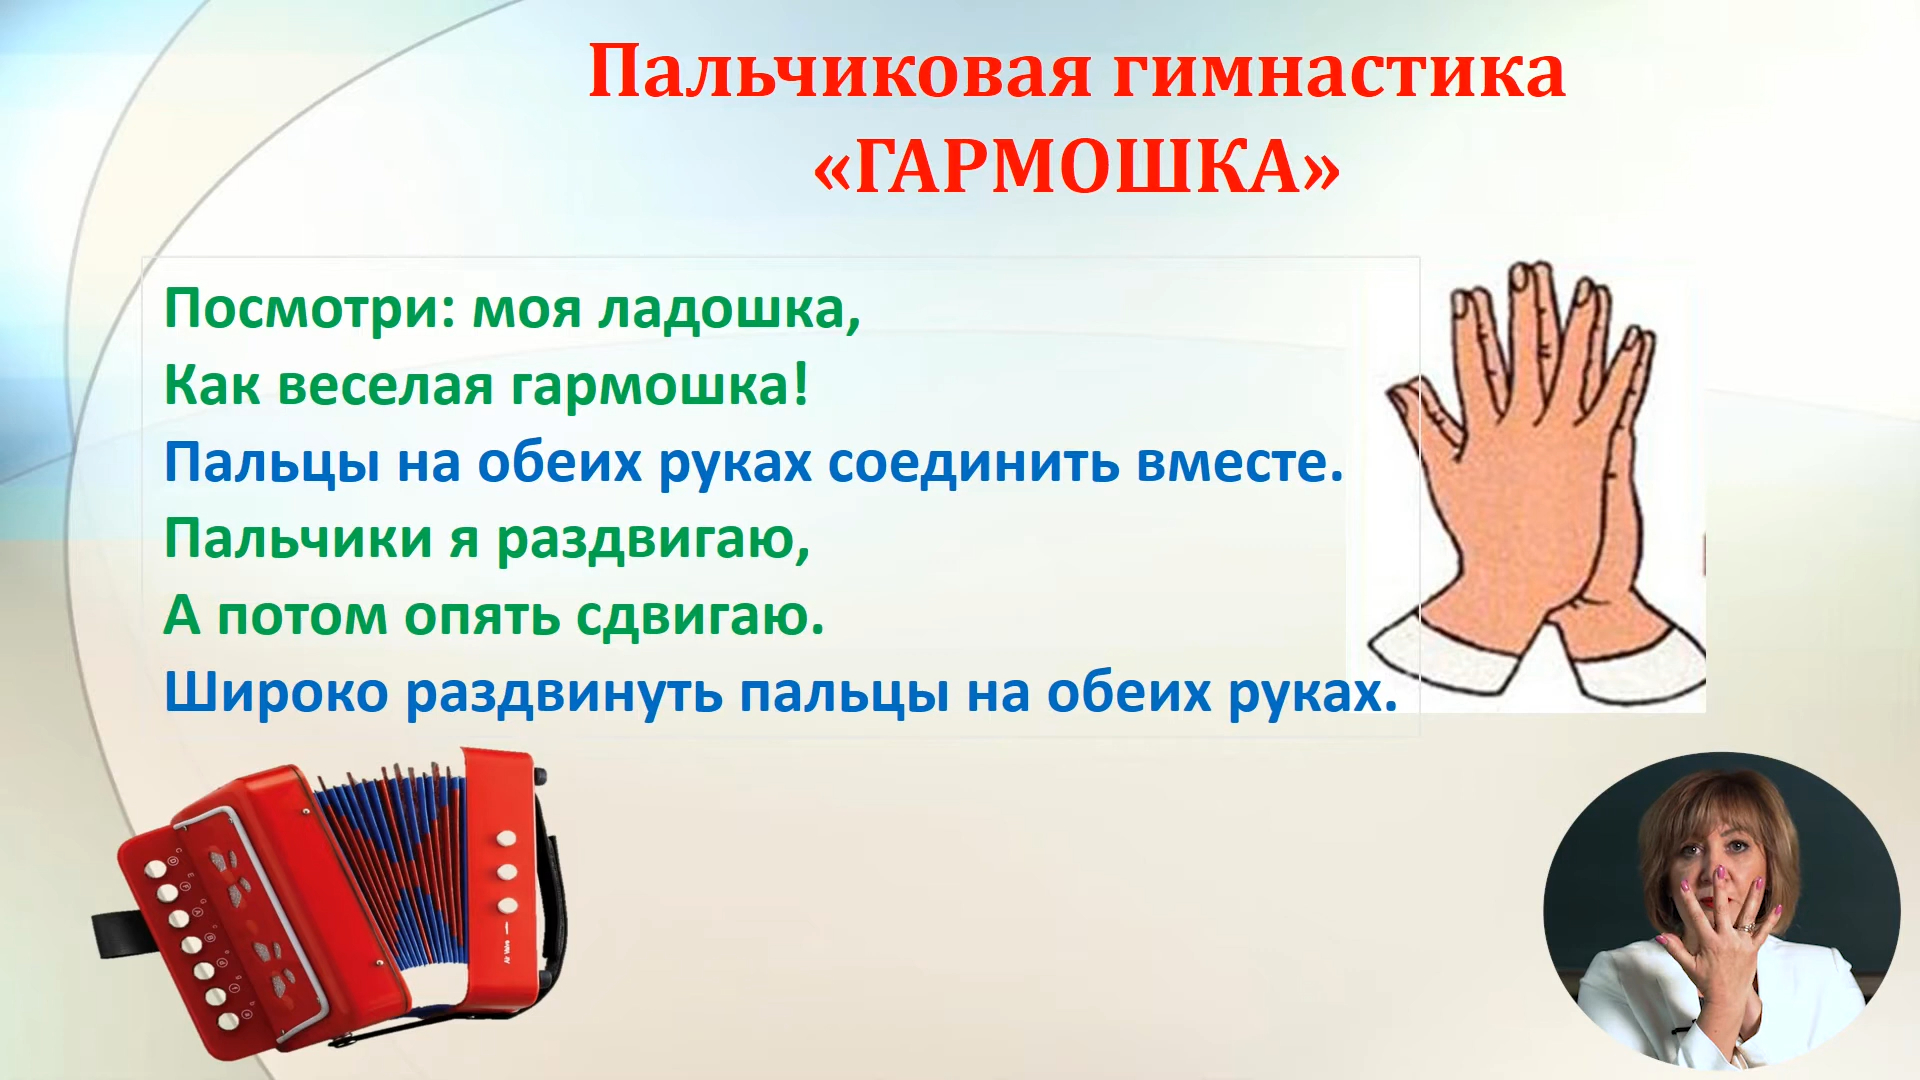 Пальчиковая гимнастика
«ГАРМОШКА»
Посмотри: моя ладошка,
Как веселая гармошка!
Пальцы на обеих руках соединить вместе.
Пальчики я раздвигаю,
А потом опять сдвигаю.
Широко раздвинуть пальцы на обеих руках.